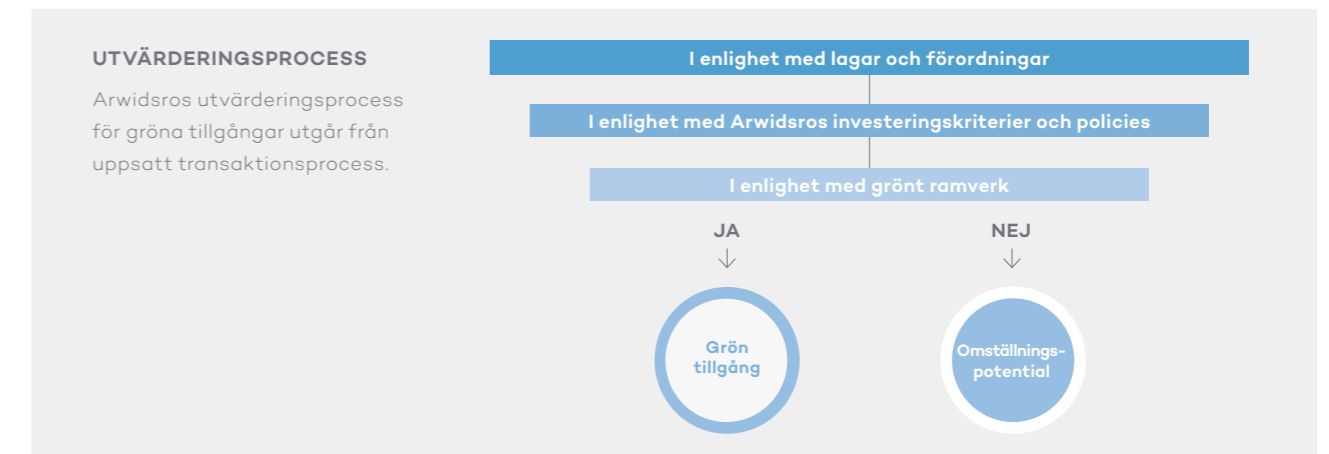 UTVÄRDERINGSPROCESS
Arwidsros utvärderingsprocess
för gröna tillgångar utgår från
uppsatt transaktionsprocess.
I enlighet med lagar och förordningar
I enlighet med Arwidsros investeringskriterier och policies
I enlighet med grönt ramverk
JA
NEJ
Grön
tillgång
Omställnings-
potential